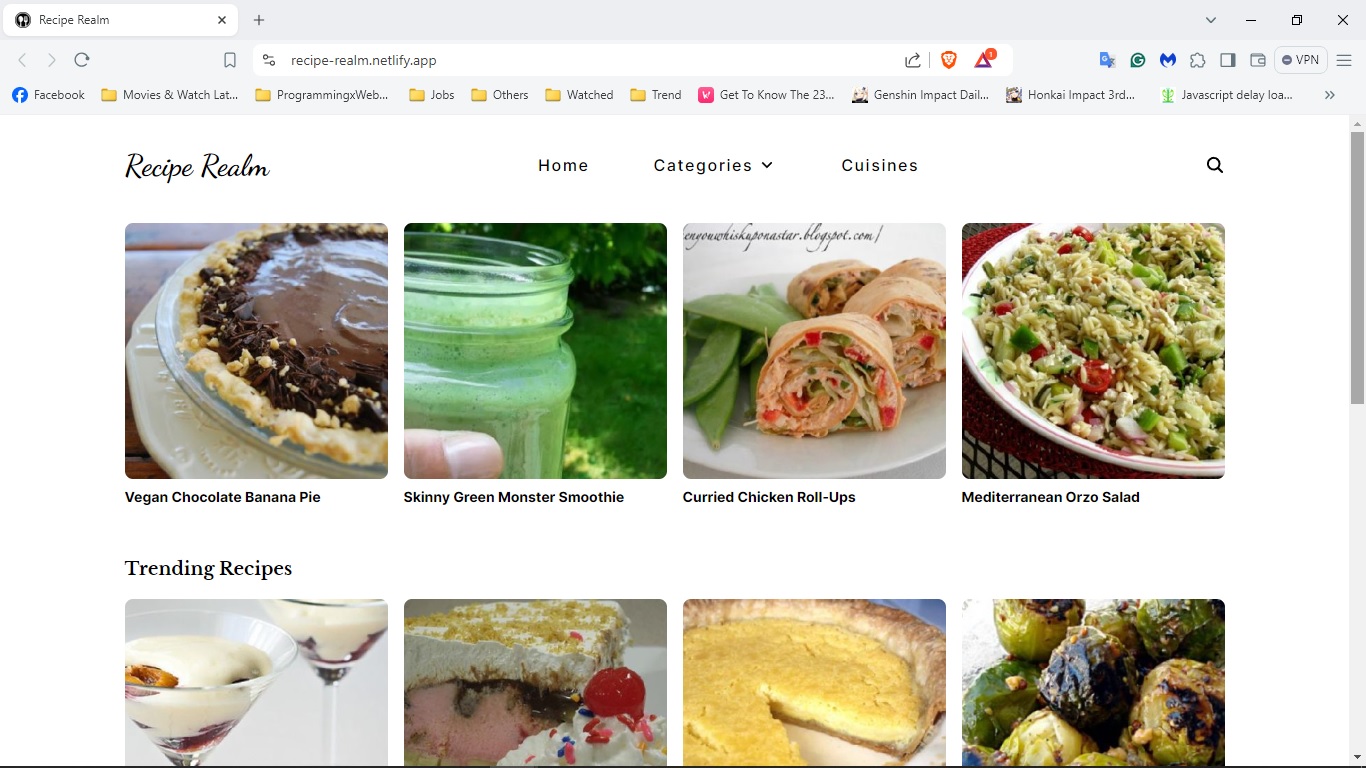 Recipe Realm
recipe-realm.netlify.app
1
VPN
Facebook
Movies & Watch Lat...
ProgrammingxWeb...
Jobs
Others
Watched
Trend
Get To Know The 23...
Genshin Impact Dail...
Honkai Impact 3rd...
Javascript delay loa...
Recipe Realm
Home
Categories
Cuisines
enyouwhiskuponastar.blogspot.com/
Vegan Chocolate Banana Pie
Skinny Green Monster Smoothie
Curried Chicken Roll-Ups
Mediterranean Orzo Salad
Trending Recipes